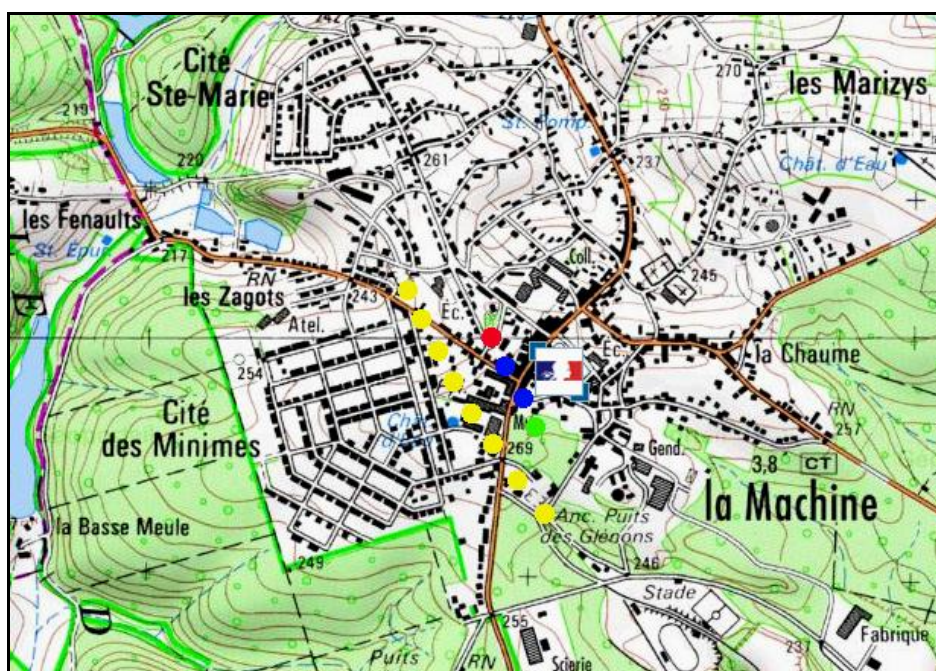 242
Cité
Ste-Marie
270
les Marizys
219
St. Pomp.
259
261
237
Chât. d'Eau
220
les Fenaults
St. Épur.
217
RN
Coll.
245
les Zagots
243
Éc.
Atel.
Éc.
la Chaume
254
Cité
des Minimes
RN
257
269
Gend.
3,8
CT
la Machine
la Basse Meule
Anc. Puits
des Glénons
249
246
Stade
D
255
Fabrique
237
Puits
RN
Scierie